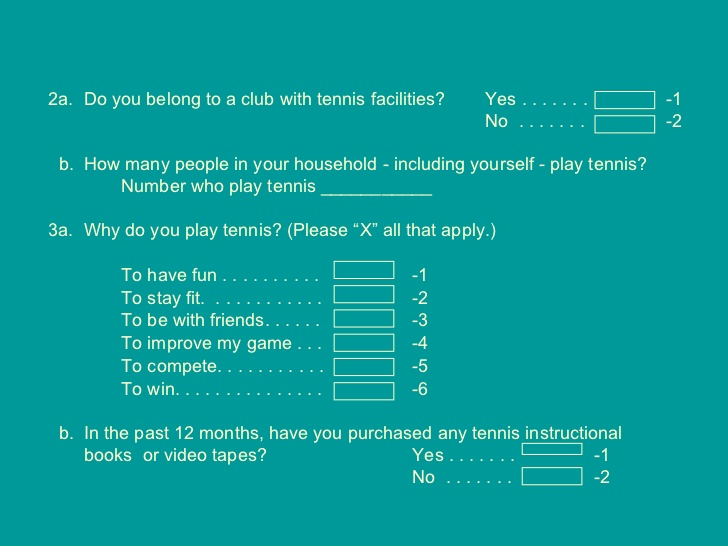 2a. Do you belong to a club with tennis facilities? Yes . . . . . . . -1
No . . . . . . . -2
b. How many people in your household - including yourself - play tennis?
Number who play tennis ___________
3a. Why do you play tennis? (Please “X” all that apply.)
To have fun . . . . . . . . . . -1
To stay fit. . . . . . . . . . . . -2
To be with friends. . . . . . -3
To improve my game . . . -4
To compete. . . . . . . . . . . -5
To win. . . . . . . . . . . . . . . -6
b. In the past 12 months, have you purchased any tennis instructional
books or video tapes? Yes . . . . . . . -1
No . . . . . . . -2